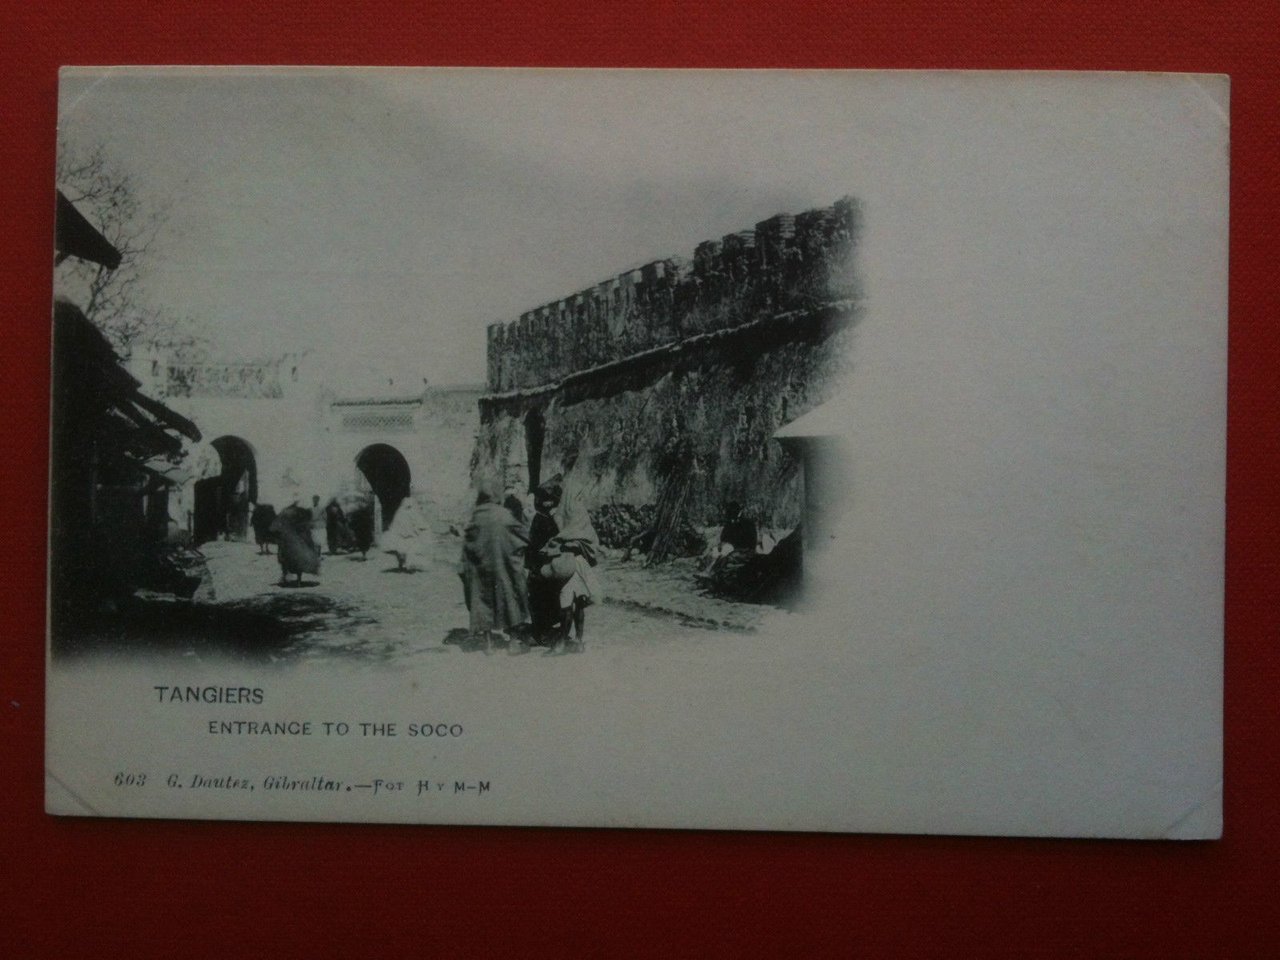 TANGIERS
ENTRANCE TO THE SOCO
603 G. Dautez, Gibraltar.—FOT H Y M-M